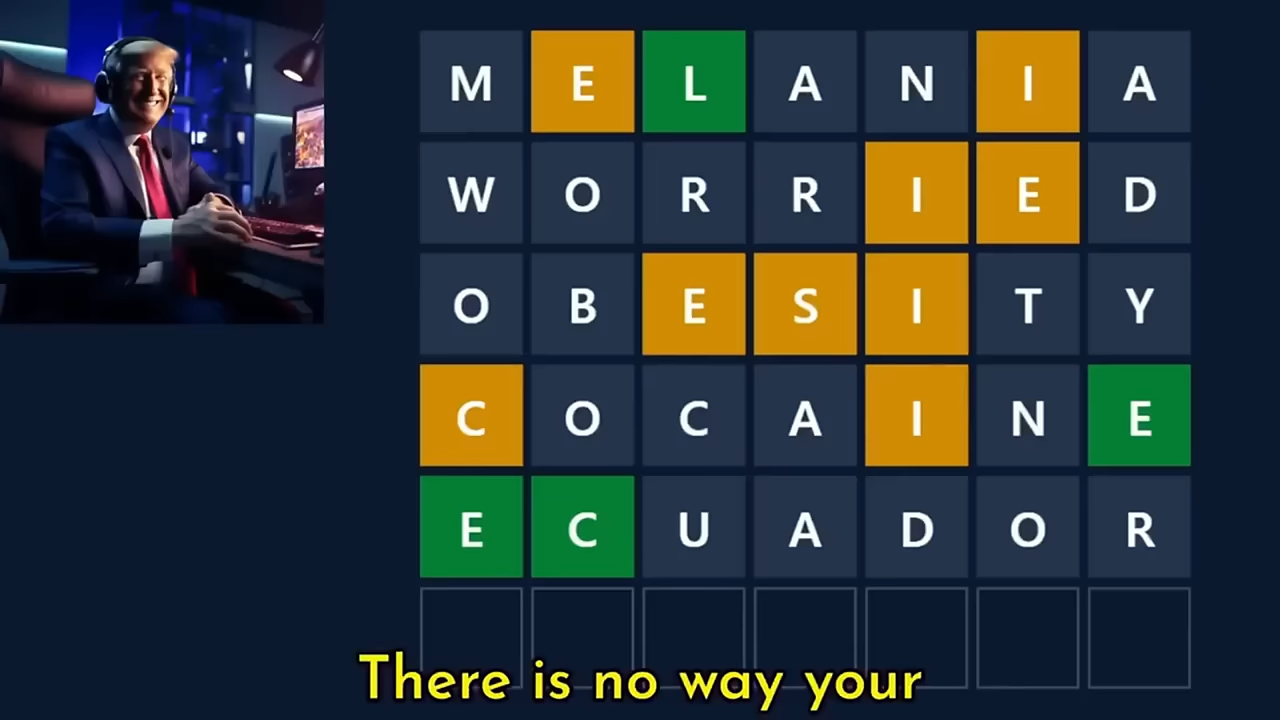 MELANIA
WORRIED
OBESITY
COCAINE
ECUADOR
There is no way your